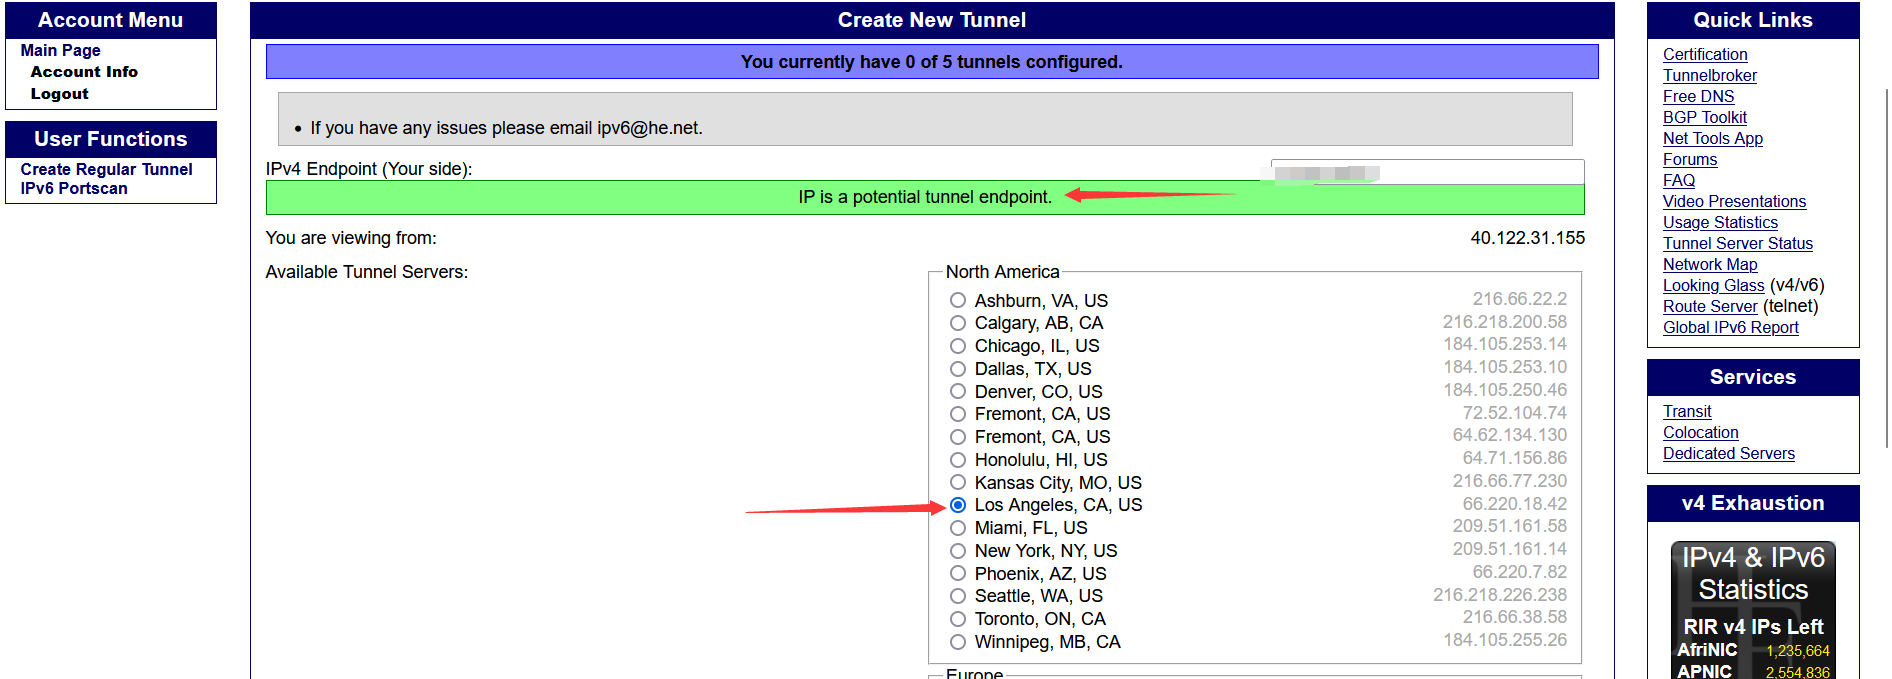 Account Menu
Main Page
Account Info
Logout
User Functions
Create Regular Tunnel
IPv6 Portscan
Create New Tunnel
You currently have 0 of 5 tunnels configured.
• If you have any issues please email ipv6@he.net.
IPv4 Endpoint (Your side):
IP is a potential tunnel endpoint.
You are viewing from: 40.122.31.155
Available Tunnel Servers:
North America
Ashburn, VA, US 216.66.22.2
Calgary, AB, CA 216.218.200.58
Chicago, IL, US 184.105.253.14
Dallas, TX, US 184.105.253.10
Denver, CO, US 184.105.250.46
Fremont, CA, US 72.52.104.74
Fremont, CA, US 64.62.134.130
Honolulu, HI, US 64.71.156.86
Kansas City, MO, US 216.66.77.230
Los Angeles, CA, US 66.220.18.42
Miami, FL, US 209.51.161.58
New York, NY, US 209.51.161.14
Phoenix, AZ, US 66.220.7.82
Seattle, WA, US 216.218.226.238
Toronto, ON, CA 216.66.38.58
Winnipeg, MB, CA 184.105.255.26
Europe
Quick Links
Certification
Tunnelbroker
Free DNS
BGP Toolkit
Net Tools App
Forums
FAQ
Video Presentations
Usage Statistics
Tunnel Server Status
Network Map
Looking Glass (v4/v6)
Route Server (telnet)
Global IPv6 Report
Services
Transit
Colocation
Dedicated Servers
v4 Exhaustion
IPv4 & IPv6
Statistics
RIR v4 IPs Left
AfriNIC 1,235,664
APNIC 2,554,836